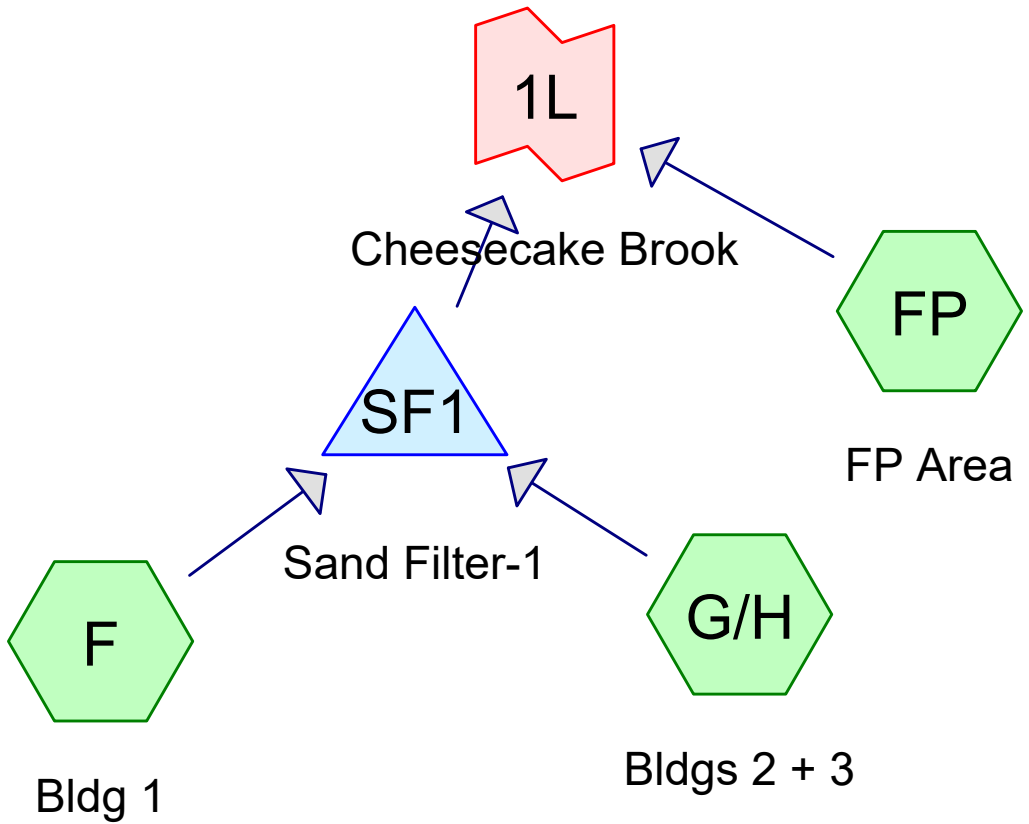 1L
Cheesecake Brook
FP
FP Area
SF1
Sand Filter-1
F
Bldg 1
G/H
Bldgs 2 + 3